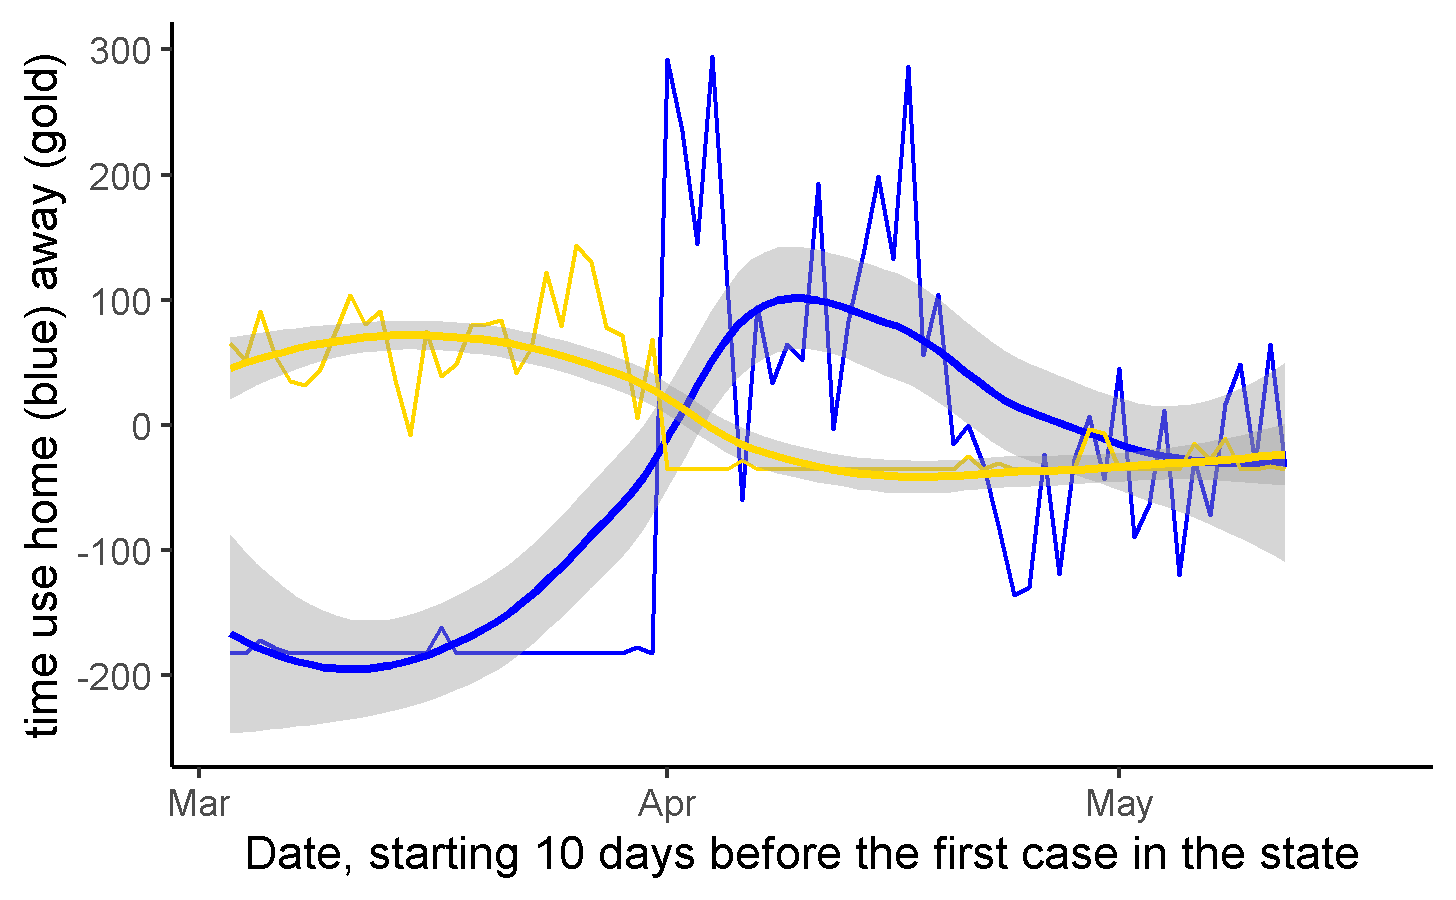 time use home (blue) away (gold)
300
200
100
0
-100
-200
Mar
Apr
May
Date, starting 10 days before the first case in the state